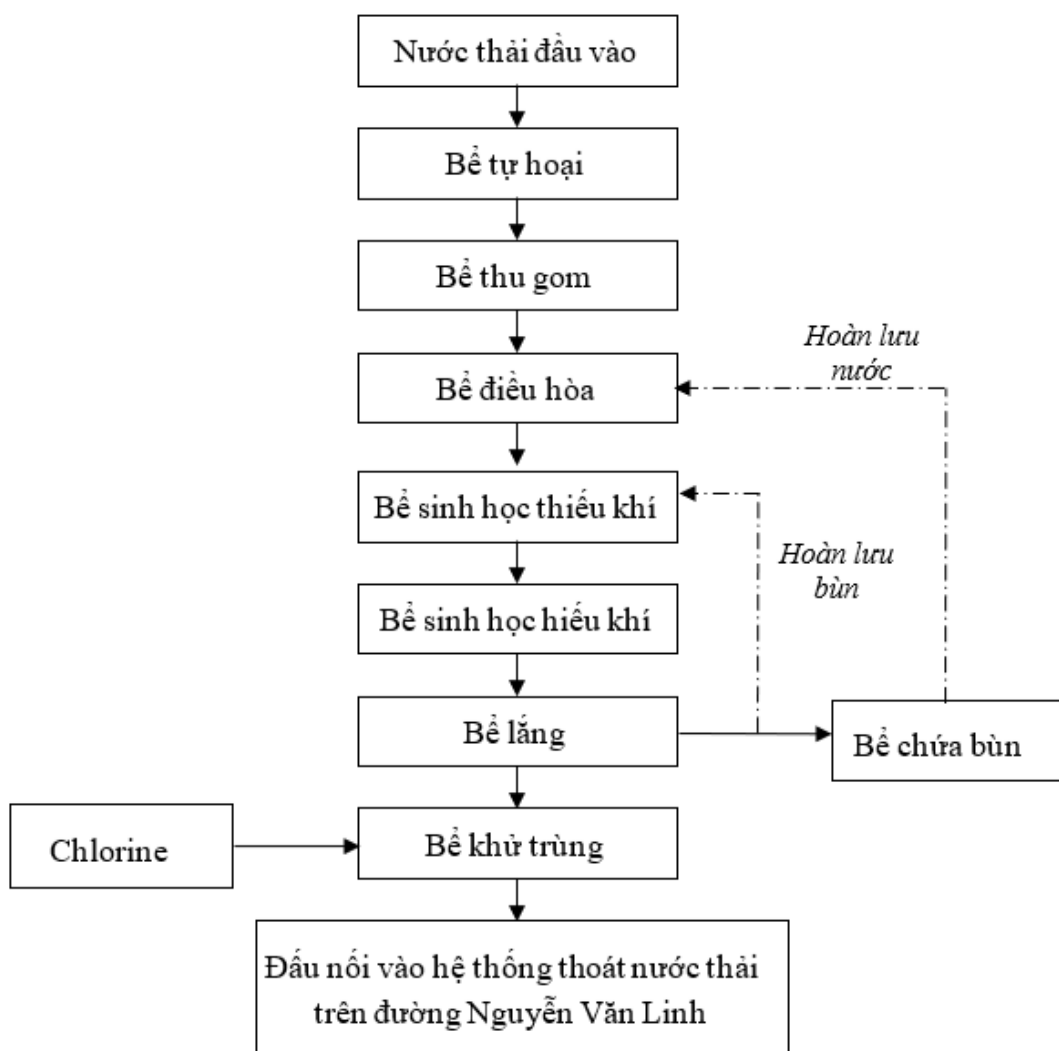 Nước thải đầu vào
Bể tự hoại
Bể thu gom
Hoàn lưu
nước
Bể điều hòa
Bể sinh học thiếu khí
Hoàn lưu
bùn
Bể sinh học hiếu khí
Bể lắng
Bể chứa bùn
Chlorine
Bể khử trùng
Đấu nối vào hệ thống thoát nước thải
trên đường Nguyễn Văn Linh